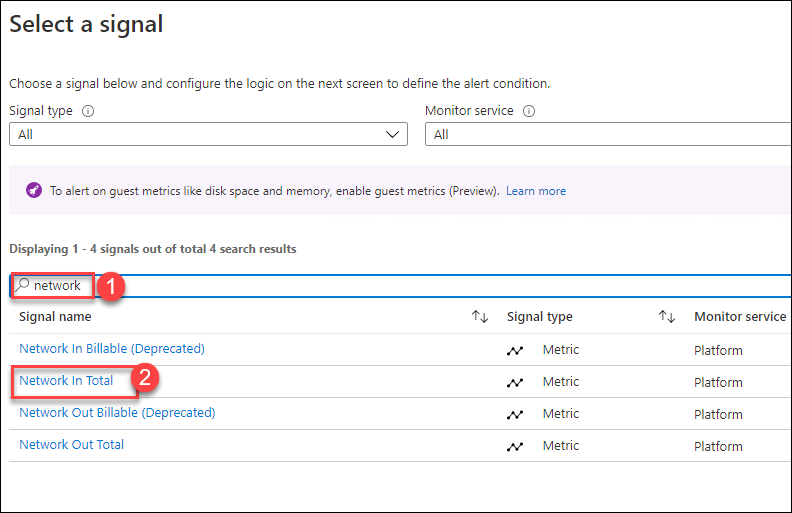 Select a signal
Choose a signal below and configure the logic on the next screen to define the alert condition.
Signal type Monitor service
All All
To alert on guest metrics like disk space and memory, enable guest metrics (Preview). Learn more
Displaying 1 - 4 signals out of total 4 search results
network 1
Signal name Signal type Monitor service
Network In Billable (Deprecated) Metric Platform
Network In Total 2 Metric Platform
Network Out Billable (Deprecated) Metric Platform
Network Out Total Metric Platform